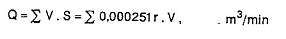 Q = ∑ V . S = ∑ 0,000251 r . V , . m³/min